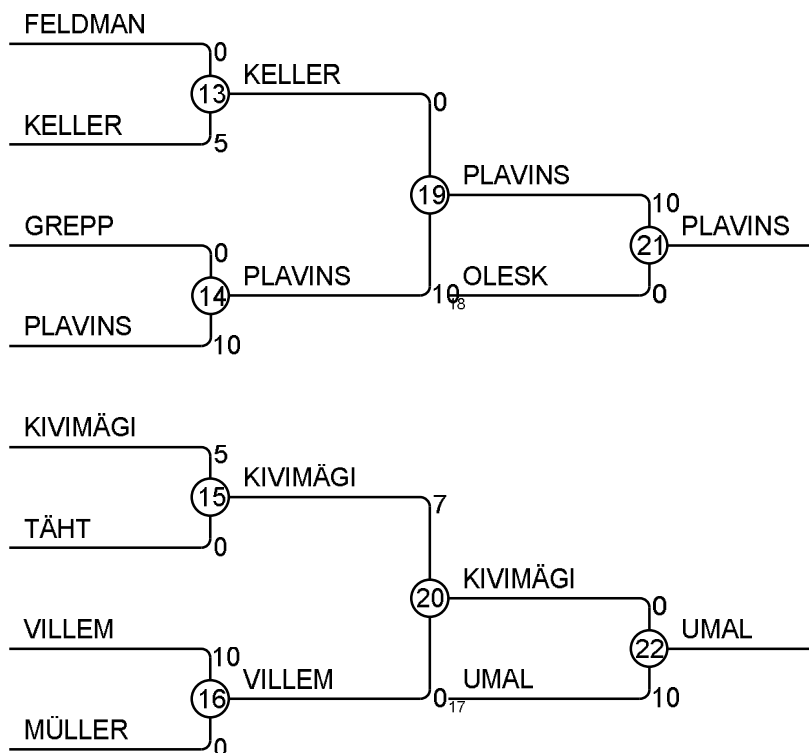 FELDMAN
0
13 KELLER
0
KELLER
5
19 PLAVINS
10
GREPP
0
21 PLAVINS
14 PLAVINS
10
18
OLESK
0
PLAVINS
10
KIVIMÄGI
5
15 KIVIMÄGI
7
TÄHT
0
20 KIVIMÄGI
0
VILLEM
10
22 UMAL
16 VILLEM
0
17
UMAL
10
MÜLLER
0